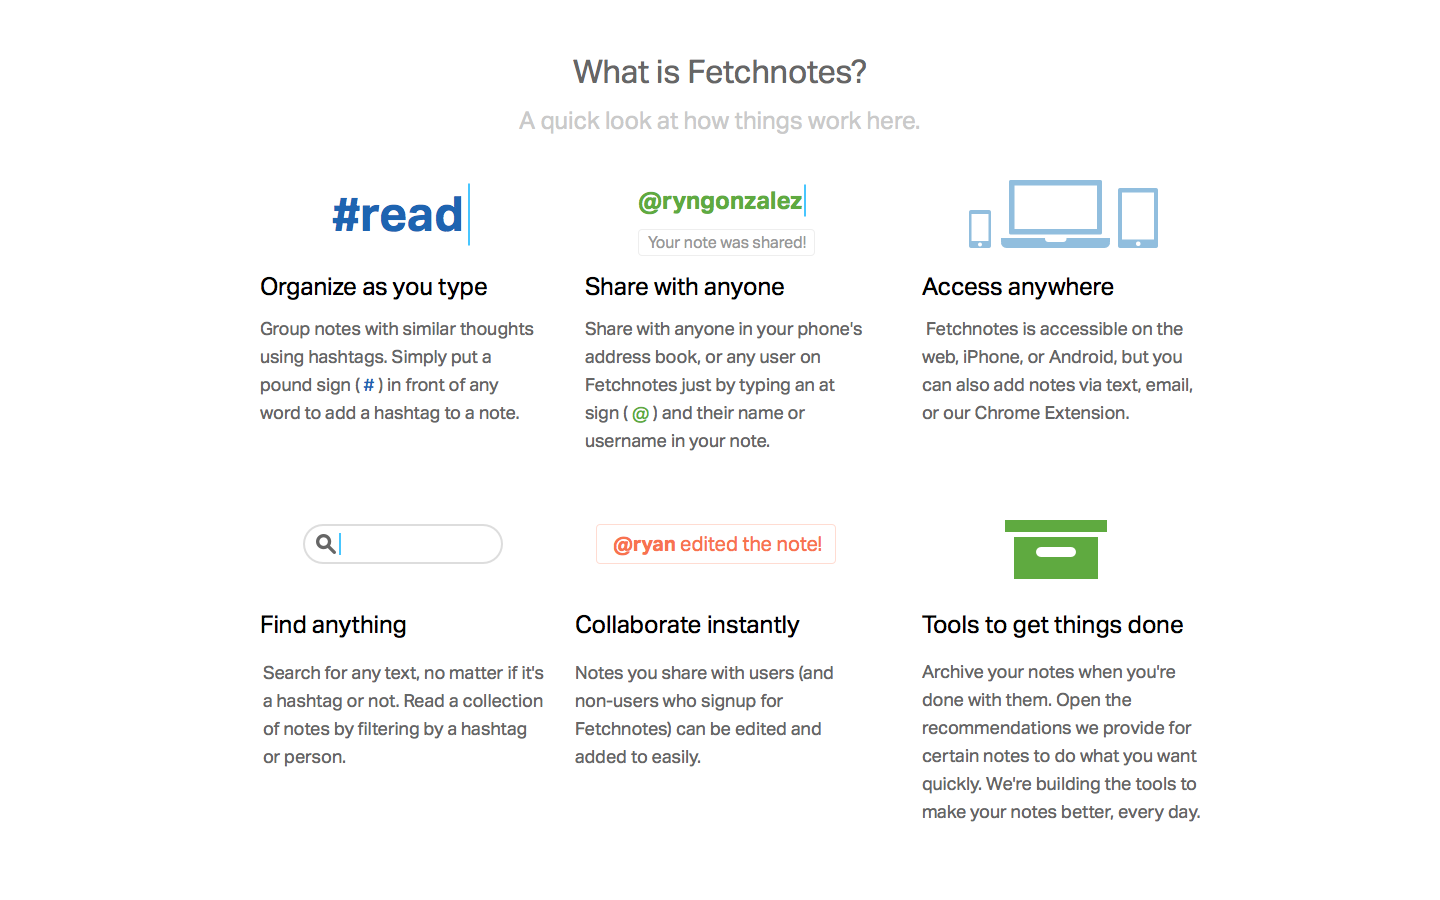 What is Fetchnotes?
A quick look at how things work here.
#read
Organize as you type
Group notes with similar thoughts
using hashtags. Simply put a
pound sign ( # ) in front of any
word to add a hashtag to a note.
@ryngonzalez
Your note was shared!
Share with anyone
Share with anyone in your phone's
address book, or any user on
Fetchnotes just by typing an at
sign ( @ ) and their name or
username in your note.
Access anywhere
Fetchnotes is accessible on the
web, iPhone, or Android, but you
can also add notes via text, email,
or our Chrome Extension.
Find anything
Search for any text, no matter if it's
a hashtag or not. Read a collection
of notes by filtering by a hashtag
or person.
@ryan edited the note!
Collaborate instantly
Notes you share with users (and
non-users who signup for
Fetchnotes) can be edited and
added to easily.
Tools to get things done
Archive your notes when you're
done with them. Open the
recommendations we provide for
certain notes to do what you want
quickly. We're building the tools to
make your notes better, every day.